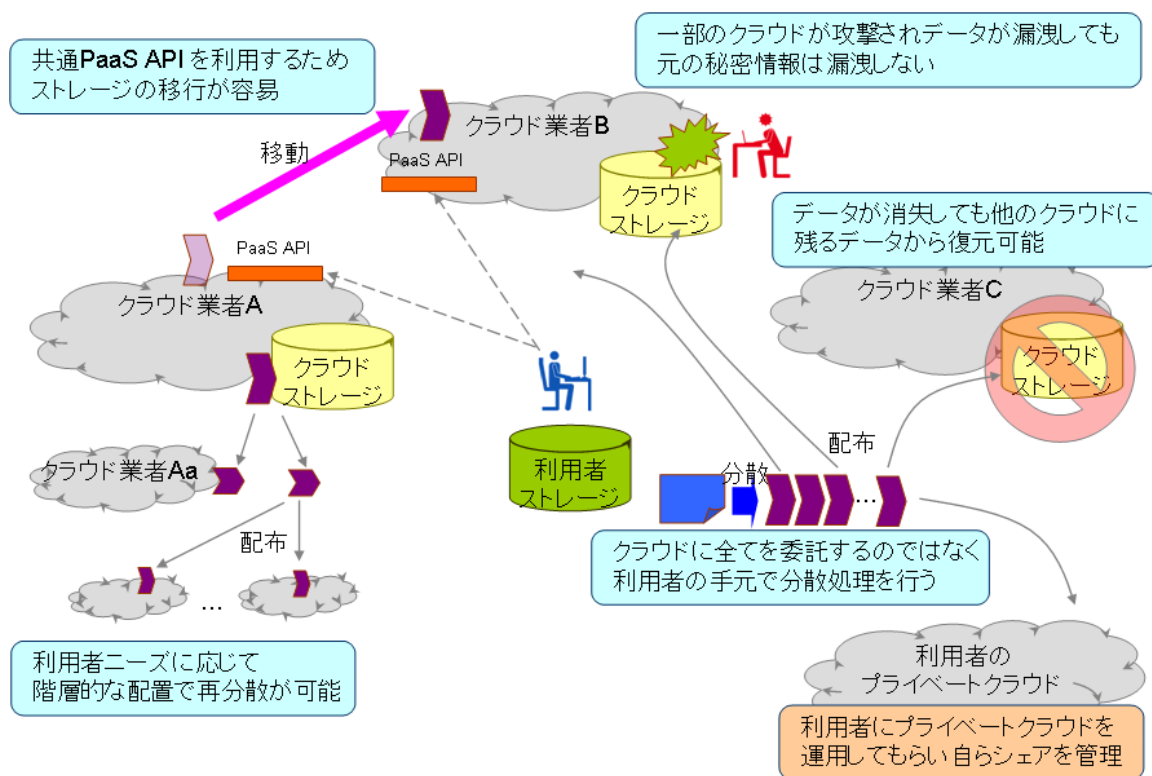 共通PaaS APIを利用するため
ストレージの移行が容易
一部のクラウドが攻撃されデータが漏洩しても
元の秘密情報は漏洩しない
クラウド業者B
移動
PaaS API
クラウド
ストレージ
データが消失しても他のクラウドに
残るデータから復元可能
PaaS API
クラウド業者A
クラウド業者C
クラウド
ストレージ
クラウド
ストレージ
クラウド業者Aa
利用者
ストレージ
配布
分散
...
配布
クラウドに全てを委託するのではなく
利用者の手元で分散処理を行う
...
利用者ニーズに応じて
階層的な配置で再分散が可能
利用者の
プライベートクラウド
利用者にプライベートクラウドを
運用してもらい自らシェアを管理